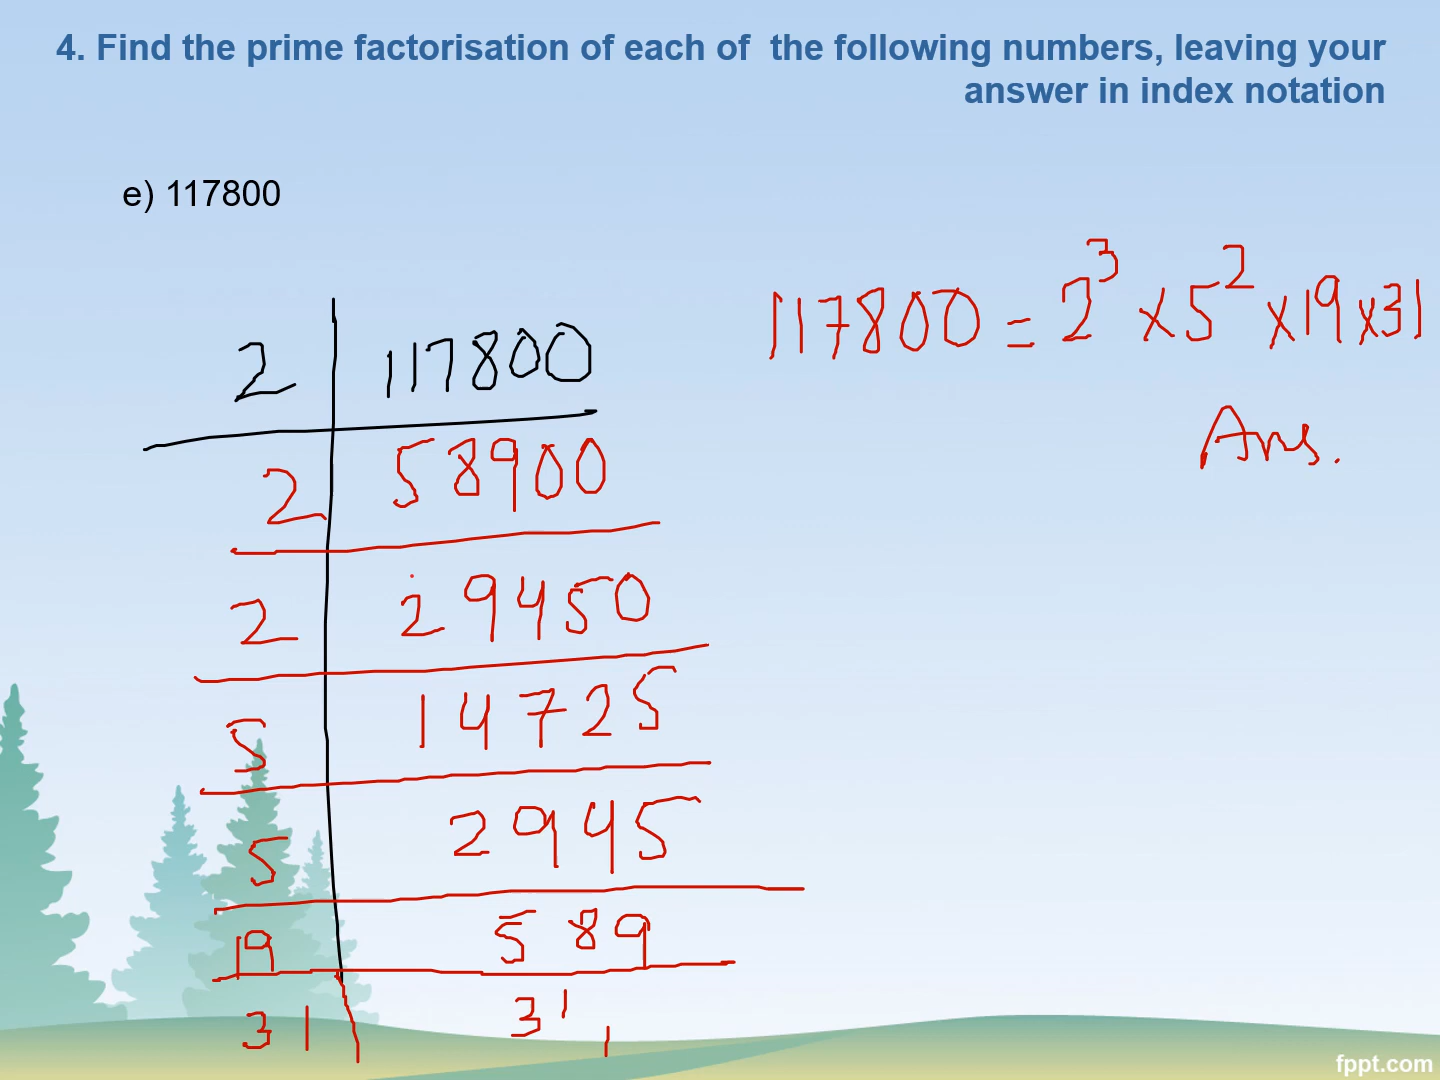 4. Find the prime factorisation of each of the following numbers, leaving your
answer in index notation
e) 117800
117800 = 2³ × 5² × 19 × 31
Ans.
2 | 117800
2 | 58900
2 | 29450
5 | 14725
5 | 2945
19 | 589
31 | 31
1
fppt.com